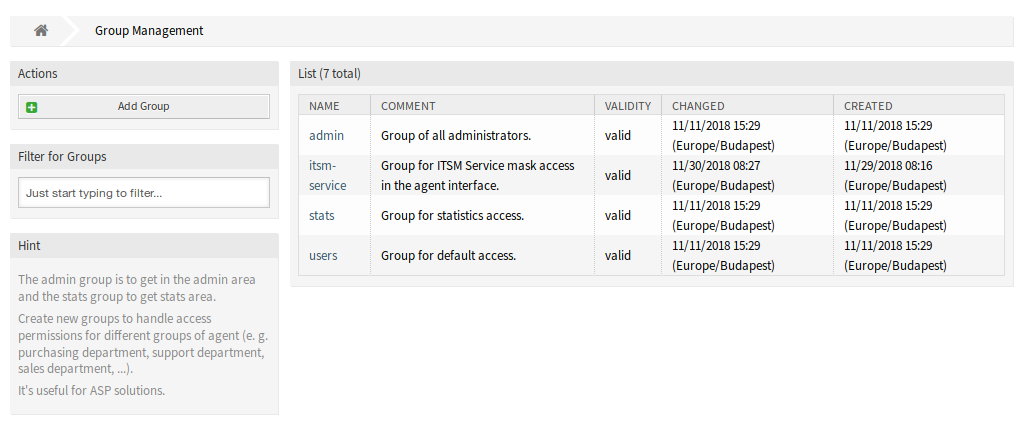 Group Management
Actions
Add Group
Filter for Groups
Just start typing to filter...
Hint
The admin group is to get in the admin area
and the stats group to get stats area.
Create new groups to handle access
permissions for different groups of agent (e. g.
purchasing department, support department,
sales department, ...).
It's useful for ASP solutions.
List (7 total)
NAME COMMENT VALIDITY CHANGED CREATED
admin Group of all administrators. valid 11/11/2018 15:29 11/11/2018 15:29
(Europe/Budapest) (Europe/Budapest)
itsm- Group for ITSM Service mask access valid 11/30/2018 08:27 11/29/2018 08:16
service in the agent interface. (Europe/Budapest) (Europe/Budapest)
stats Group for statistics access. valid 11/11/2018 15:29 11/11/2018 15:29
(Europe/Budapest) (Europe/Budapest)
users Group for default access. valid 11/11/2018 15:29 11/11/2018 15:29
(Europe/Budapest) (Europe/Budapest)